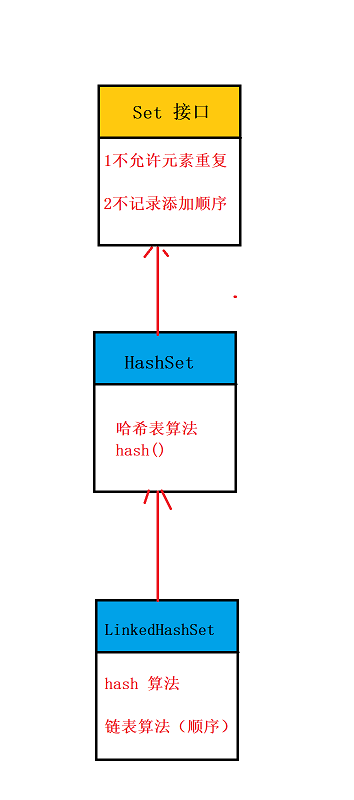 Set 接口
1不允许元素重复
2不记录添加顺序
HashSet
哈希表算法
hash()
LinkedHashSet
hash 算法
链表算法（顺序）